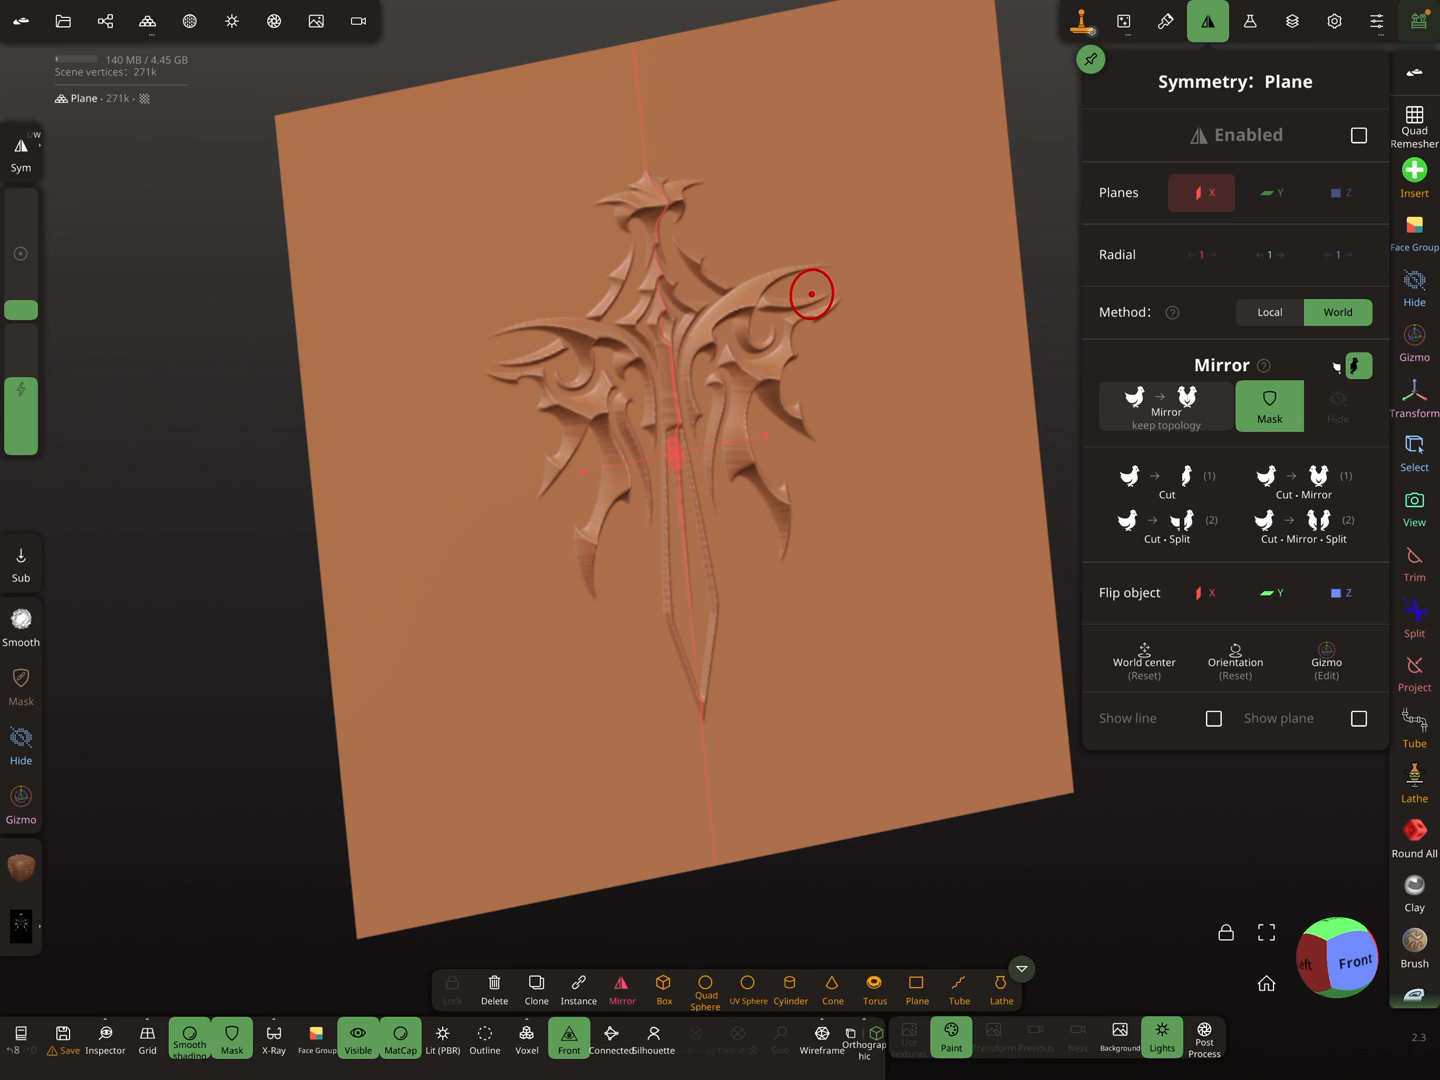 140 MB / 4.45 GB
Scene vertices: 271k
Plane · 271k ·
L/W
Sym
Sub
Smooth
Mask
Hide
Gizmo
Symmetry: Plane
Enabled
Planes
X
Y
Z
Radial
1
1
1
Method:
?
Local
World
Mirror
?
Mirror
keep topology
Mask
Hide
(1)
Cut
(1)
Cut · Mirror
(2)
Cut · Split
(2)
Cut · Mirror · Split
Flip object
X
Y
Z
World center
(Reset)
Orientation
(Reset)
Gizmo
(Edit)
Show line
Show plane
Quad
Remesher
Insert
Face Group
Hide
Gizmo
Transform
Select
View
Trim
Split
Project
Tube
Lathe
Round All
Clay
Brush
Front
Lock
Delete
Clone
Instance
Mirror
Box
Quad
Sphere
UV Sphere
Cylinder
Cone
Torus
Plane
Tube
Lathe
Save
Inspector
Grid
Smooth
shading
Mask
X-Ray
Face Group
Visible
MatCap
Lit (PBR)
Outline
Voxel
Front
Connected
Silhouette
Solo
Wireframe
Orthograp
hic
Use
textures
Paint
Transform
Previous
Next
Background
Lights
Post
Process
2.3